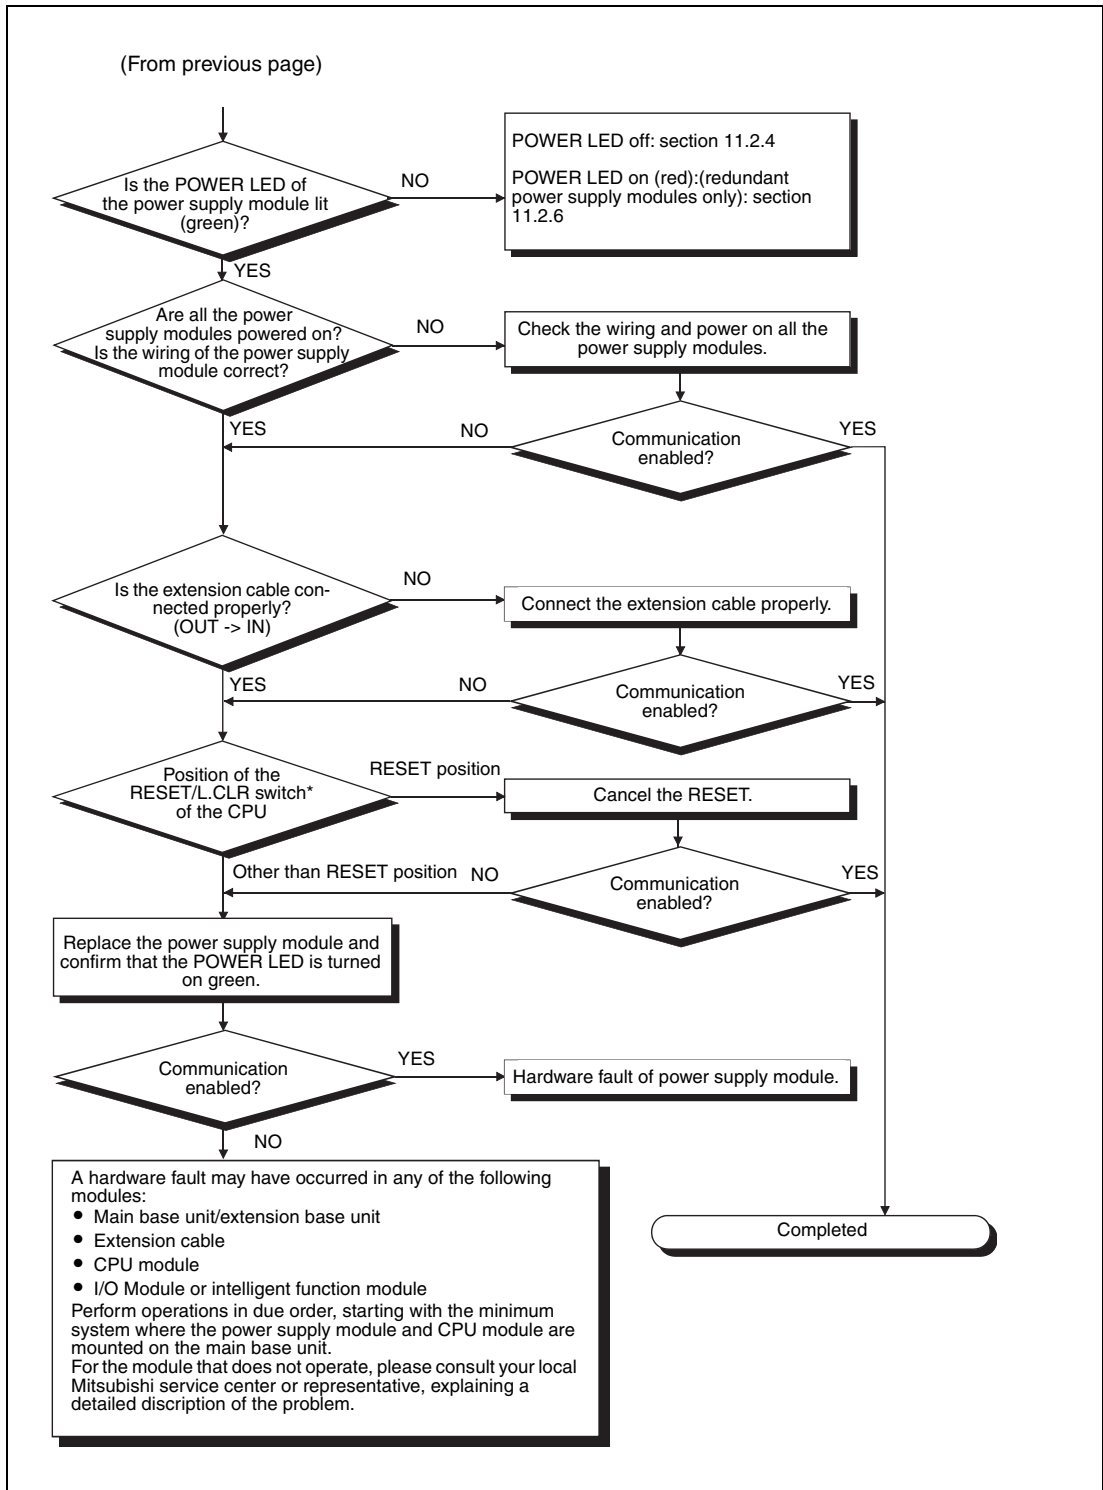 (From previous page)
Is the POWER LED of
the power supply module lit
(green)?
NO
POWER LED off: section 11.2.4
POWER LED on (red):(redundant
power supply modules only): section
11.2.6
YES
Are all the power
supply modules powered on?
Is the wiring of the power supply
module correct?
NO
Check the wiring and power on all the
power supply modules.
YES
NO
Communication
enabled?
YES
Is the extension cable con-
nected properly?
(OUT -> IN)
NO
Connect the extension cable properly.
YES
NO
Communication
enabled?
YES
Position of the
RESET/L.CLR switch*
of the CPU
RESET position
Cancel the RESET.
Other than RESET position
NO
Communication
enabled?
YES
Replace the power supply module and
confirm that the POWER LED is turned
on green.
Communication
enabled?
YES
Hardware fault of power supply module.
NO
A hardware fault may have occurred in any of the following
modules:
● Main base unit/extension base unit
● Extension cable
● CPU module
● I/O Module or intelligent function module
Perform operations in due order, starting with the minimum
system where the power supply module and CPU module are
mounted on the main base unit.
For the module that does not operate, please consult your local
Mitsubishi service center or representative, explaining a
detailed discription of the problem.
Completed